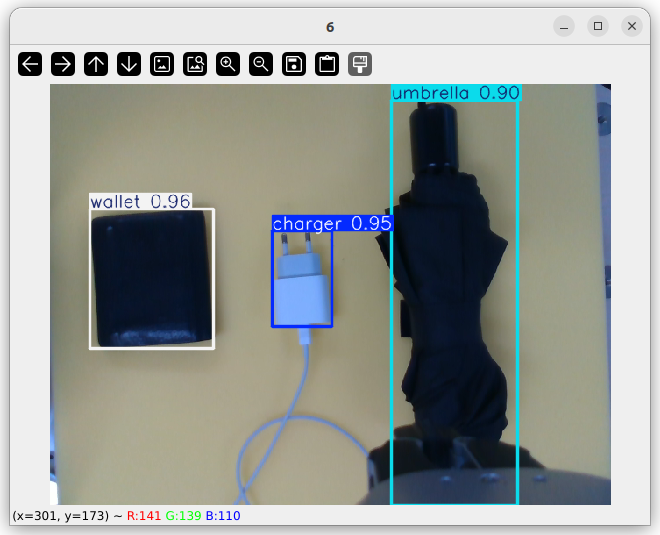 6
umbrella 0.90
wallet 0.96
charger 0.95
(x=301, y=173) ~ R:141 G:139 B:110